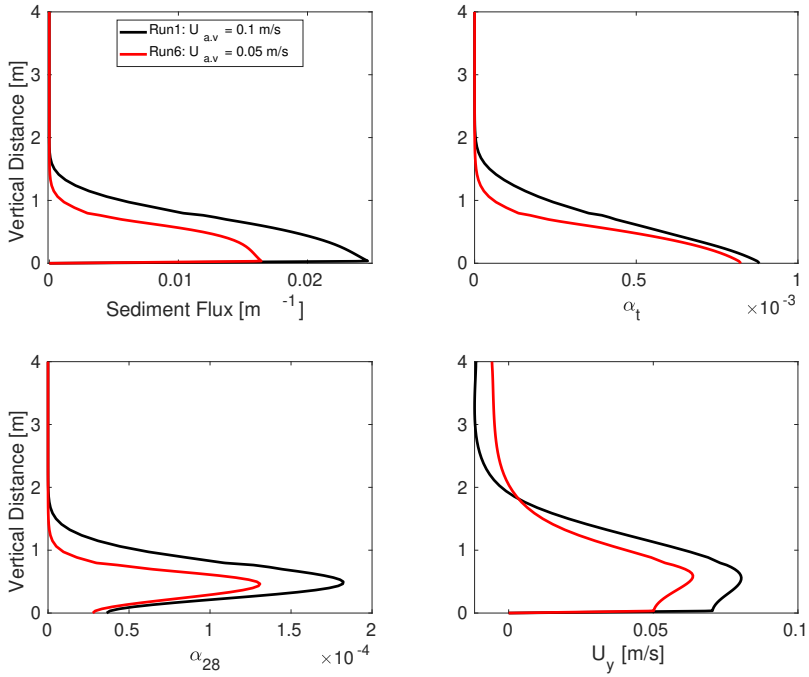 4
3
2
1
0
Vertical Distance [m]
Run1: U a.v = 0.1 m/s
Run6: U a.v = 0.05 m/s
0 0.01 0.02
Sediment Flux [m -1]
4
3
2
1
0
0 0.5 1
×10-3
αt
4
3
2
1
0
Vertical Distance [m]
0 0.5 1 1.5 2
×10-4
α28
4
3
2
1
0
0 0.05 0.1
Uy [m/s]